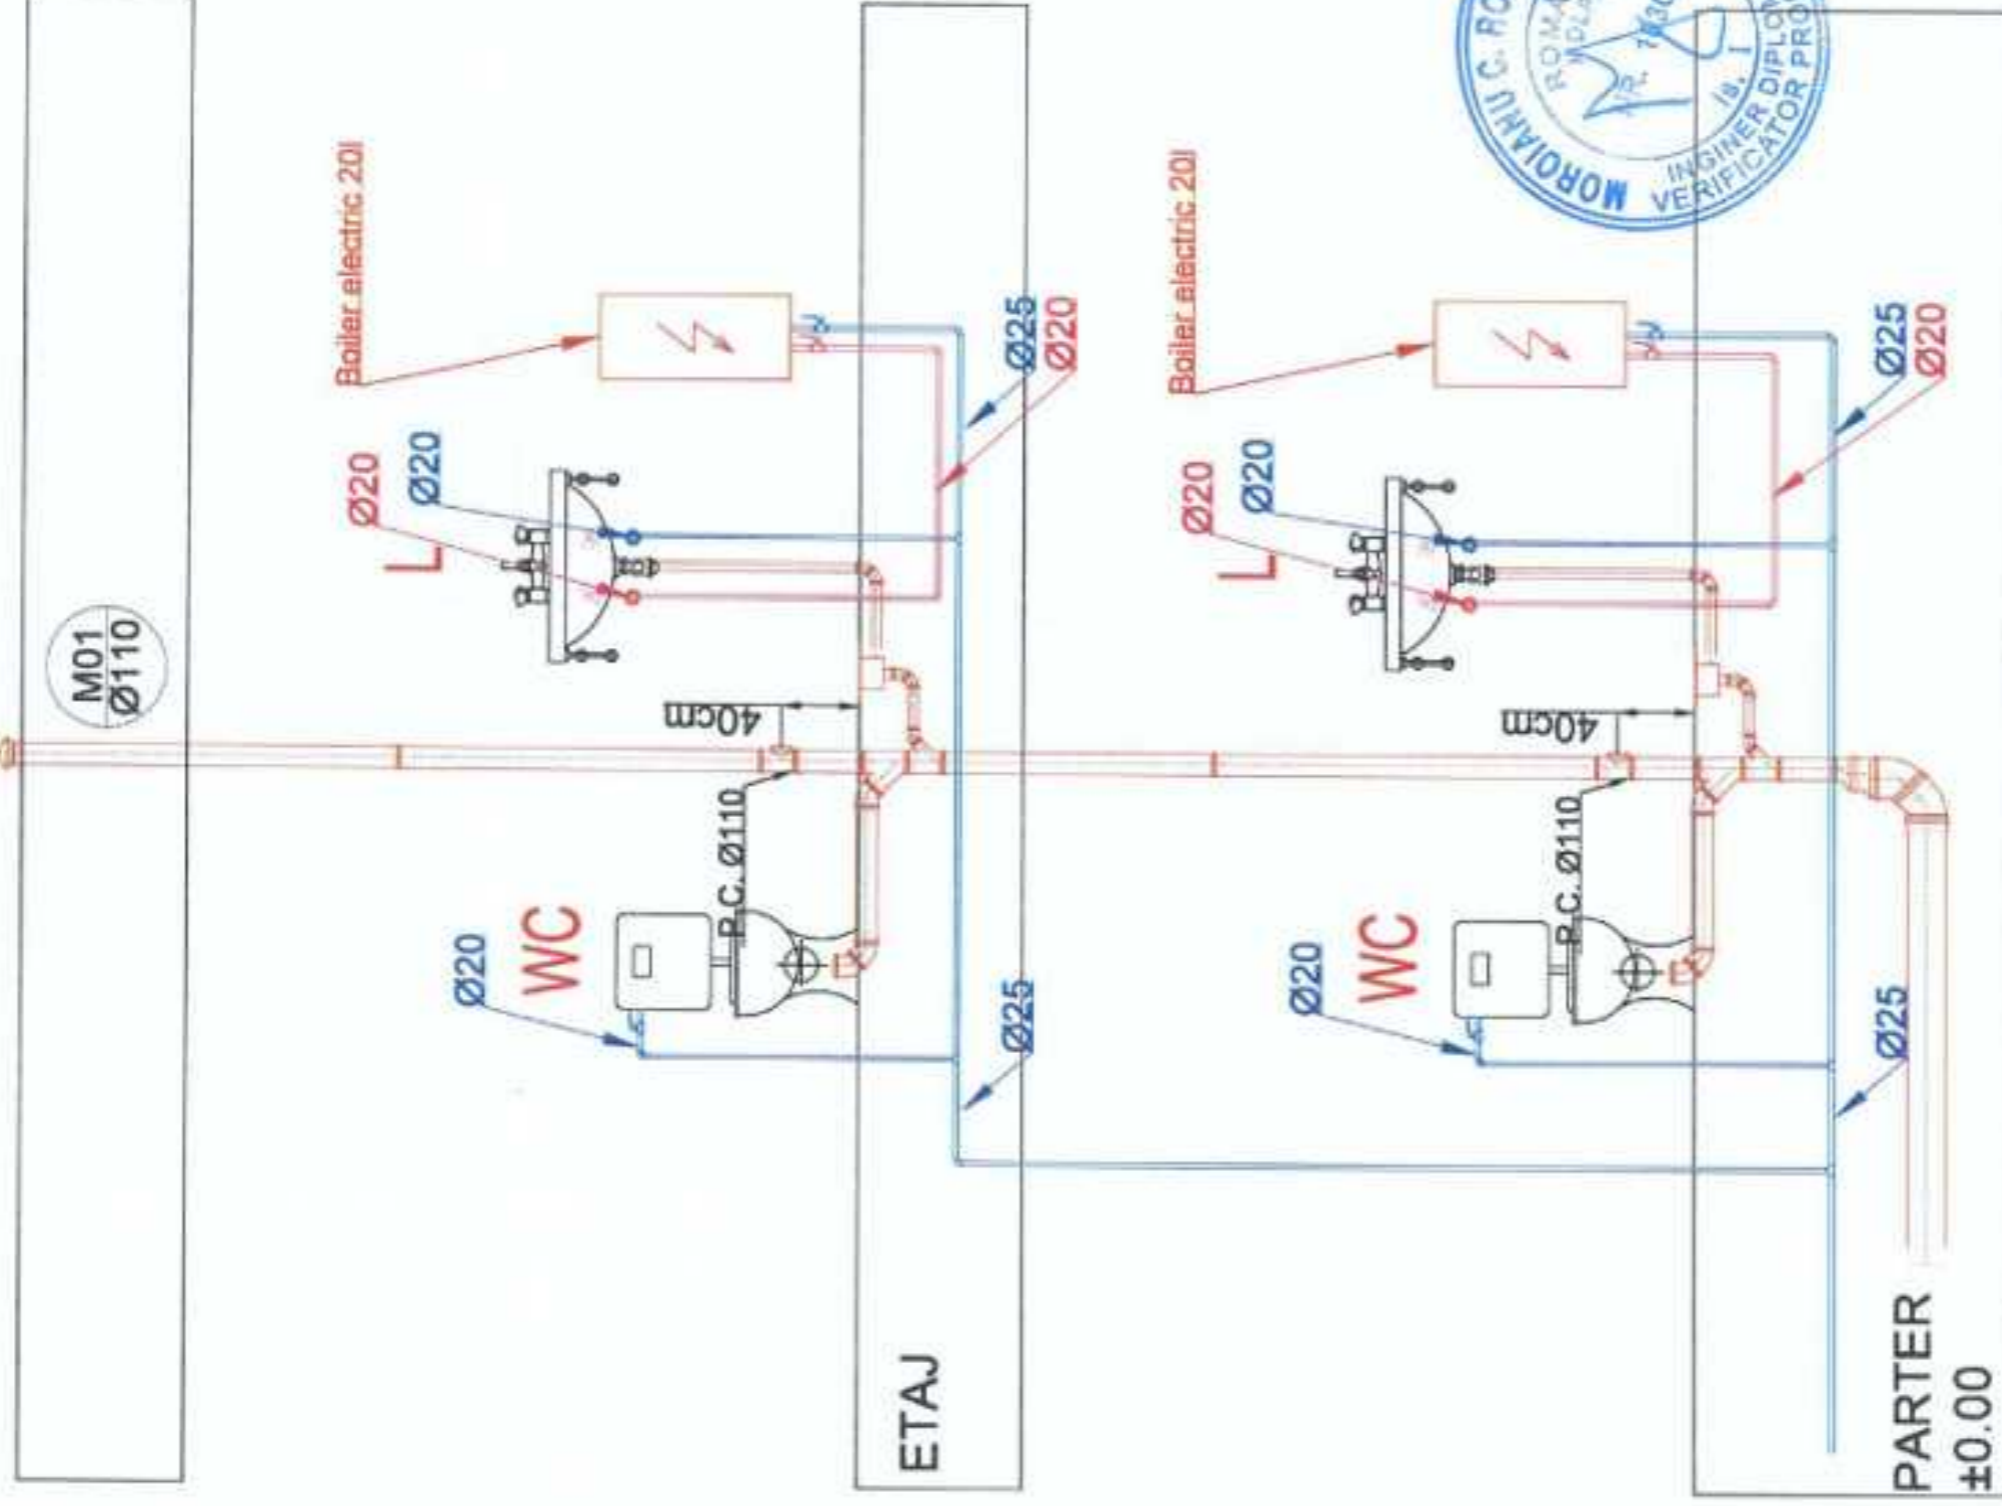 M01
Ø110
Boiler electric 20l
Ø20
Ø20
L
40cm
P.C. Ø110
Ø20
WC
Ø25
Ø20
Ø25
ETAJ
Boiler electric 20l
Ø20
Ø20
L
40cm
P.C. Ø110
Ø20
WC
Ø25
Ø20
Ø25
PARTER
±0.00
MOROIANU C.
INGINER
VERIFICATOR